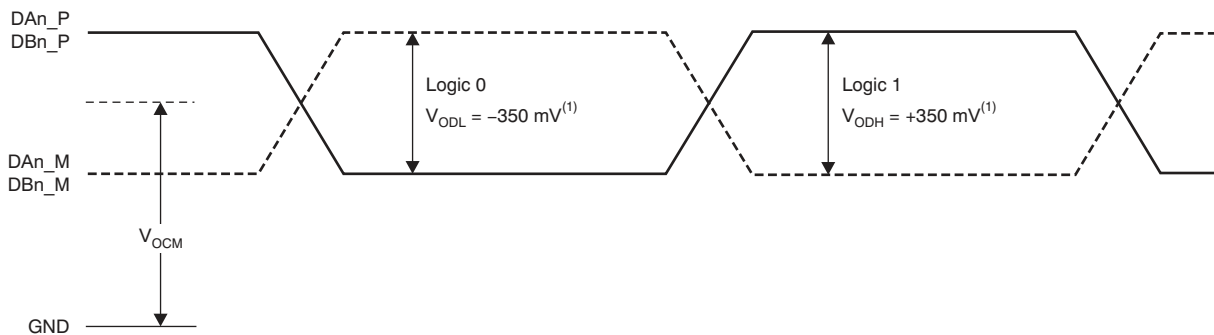 DAn_P
DBn_P
Logic 0
V_ODL = −350 mV(1)
Logic 1
V_ODH = +350 mV(1)
DAn_M
DBn_M
V_OCM
GND